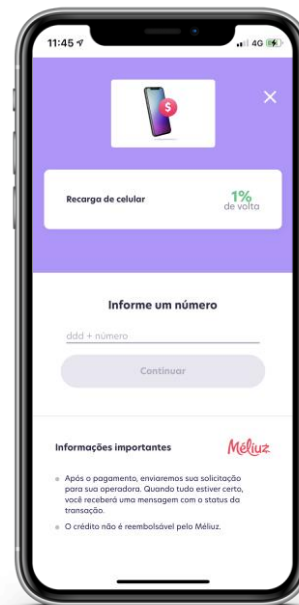 11:45
4G
$
Recarga de celular
1%
de volta
Informe um número
ddd + número
Continuar
Informações importantes
Méliuz
Após o pagamento, enviaremos sua solicitação
para sua operadora. Quando tudo estiver certo,
você receberá uma mensagem com o status da
transação.
O crédito não é reembolsável pelo Méliuz.